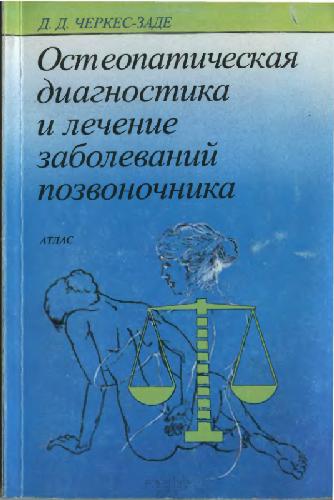 Д. Д. ЧЕРКЕС-ЗАДЕ
Остеопатическая
диагностика
и лечение
заболеваний
позвоночника
АТЛАС